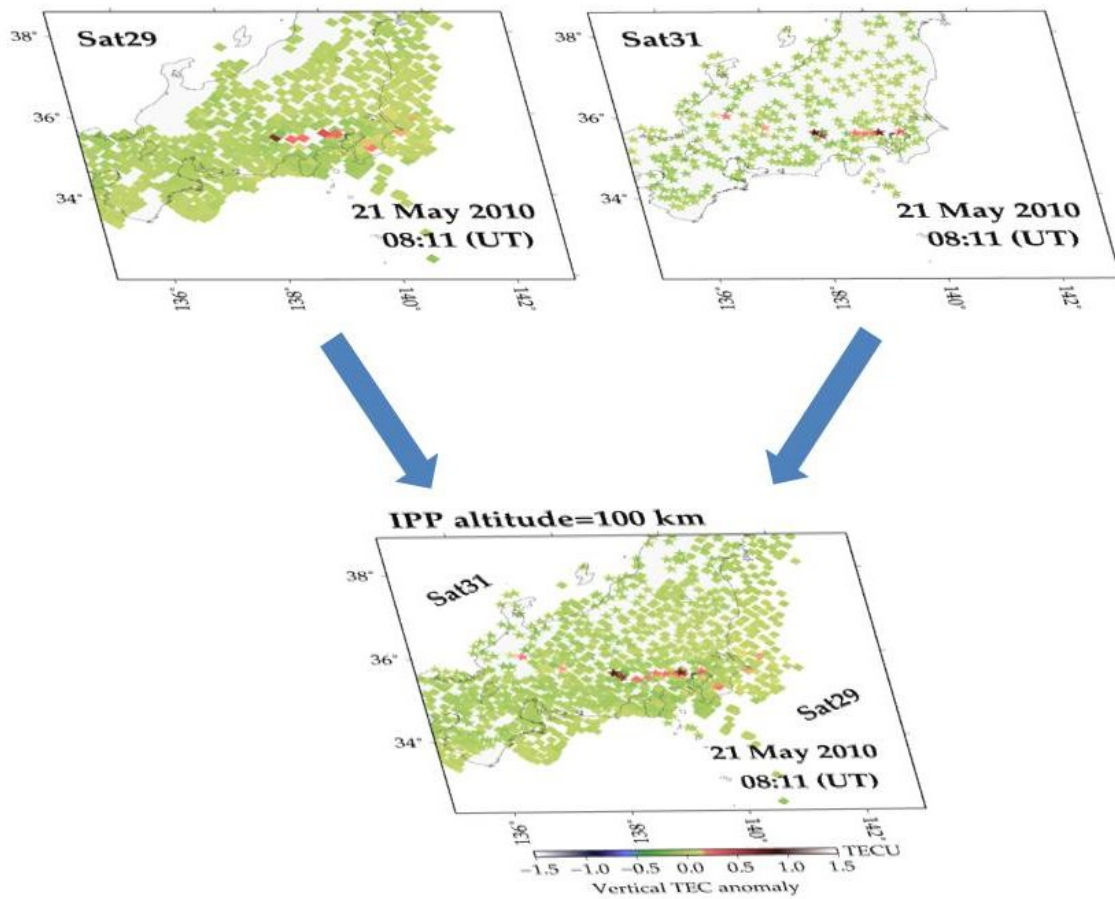 Sat29
38°
36°
34°
21 May 2010
08:11 (UT)
136°
138°
140°
142°
Sat31
38°
36°
34°
21 May 2010
08:11 (UT)
136°
138°
140°
142°
IPP altitude=100 km
Sat31
38°
36°
34°
Sat29
21 May 2010
08:11 (UT)
136°
138°
140°
142°
TECU
−1.5 −1.0 −0.5 0.0 0.5 1.0 1.5
Vertical TEC anomaly